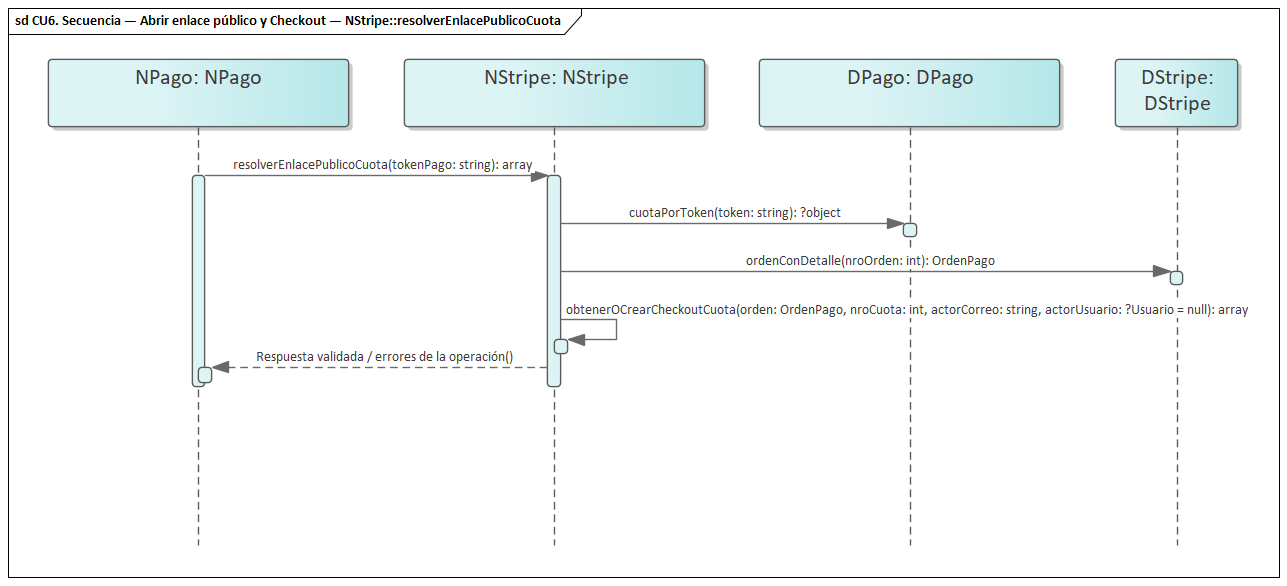 sd CU6. Secuencia — Abrir enlace público y Checkout — NStripe::resolverEnlacePublicoCuota
NPago: NPago
NStripe: NStripe
DPago: DPago
DStripe:
DStripe
resolverEnlacePublicoCuota(tokenPago: string): array
cuotaPorToken(token: string): ?object
ordenConDetalle(nroOrden: int): OrdenPago
obtenerOCrearCheckoutCuota(orden: OrdenPago, nroCuota: int, actorCorreo: string, actorUsuario: ?Usuario = null): array
Respuesta validada / errores de la operación()